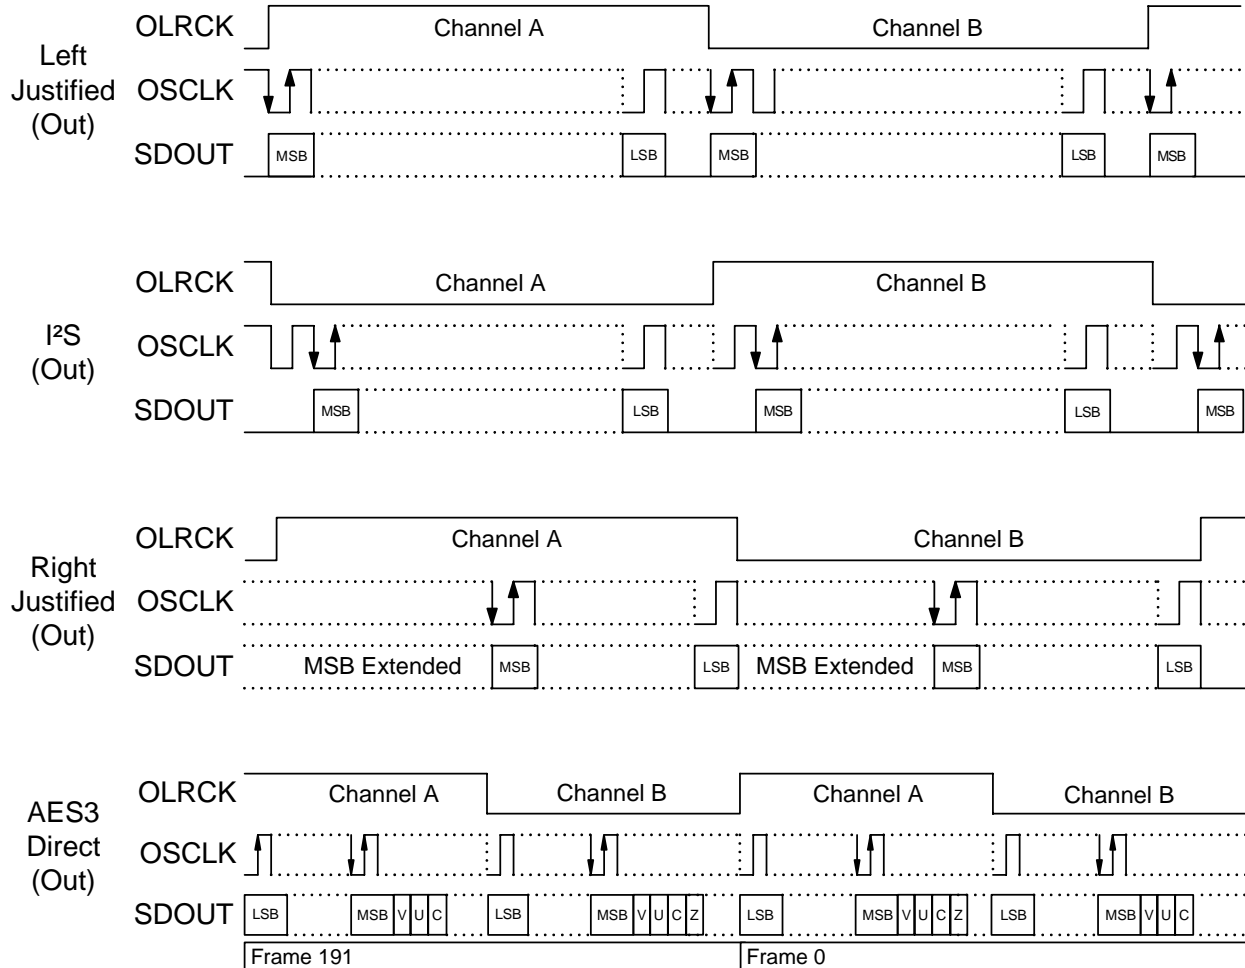 OLRCK Channel A Channel B
Left Justified (Out)
OSCLK
SDOUT MSB LSB MSB LSB MSB
OLRCK Channel A Channel B
I²S (Out)
OSCLK
SDOUT MSB LSB MSB LSB MSB
OLRCK Channel A Channel B
Right Justified (Out)
OSCLK
SDOUT MSB Extended MSB LSB MSB Extended MSB LSB
OLRCK Channel A Channel B Channel A Channel B
AES3 Direct (Out)
OSCLK
SDOUT LSB MSB V U C LSB MSB V U C Z LSB MSB V U C Z LSB MSB V U C
Frame 191 Frame 0